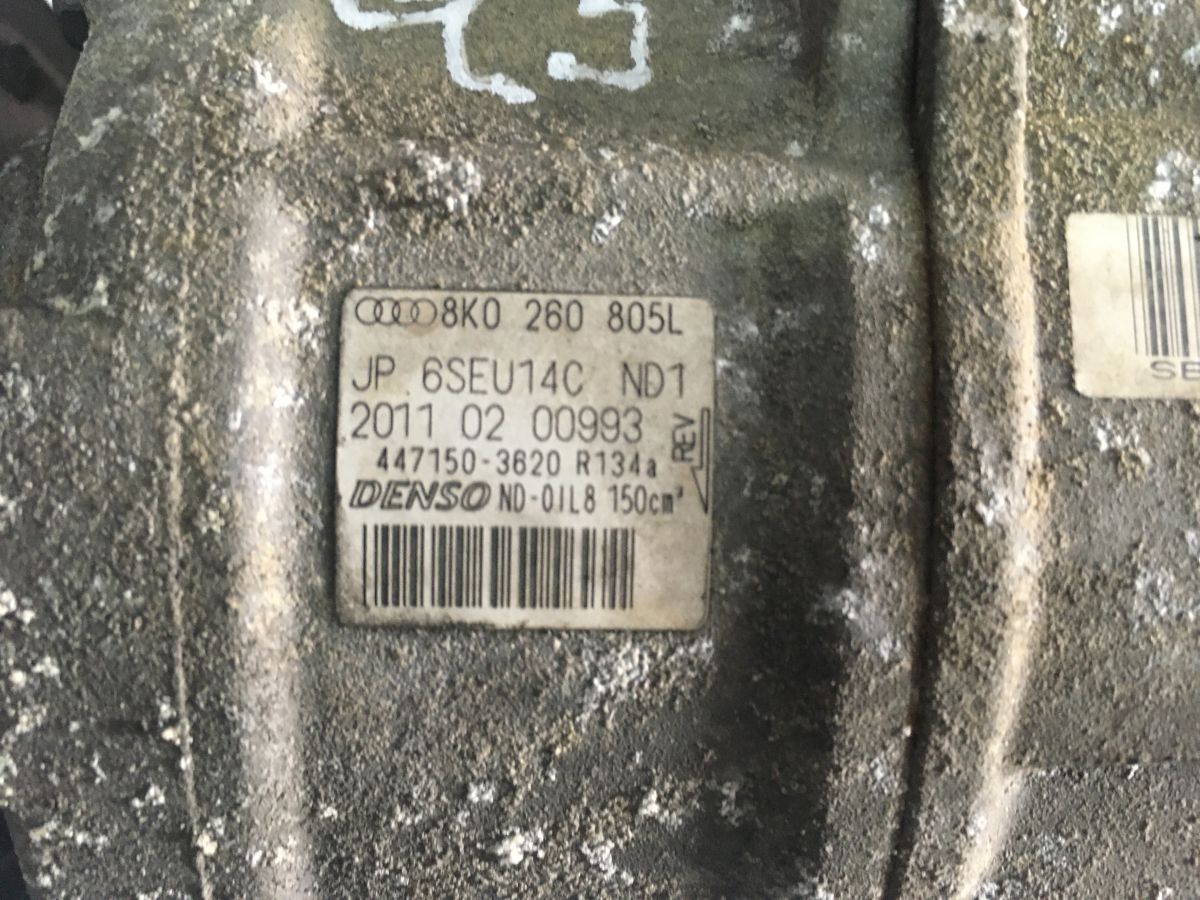 8K0 260 805L
JP 6SEU14C ND1
2011 02 00993
447150-3620 R134a
REV
DENSO ND-OIL8 150cm³